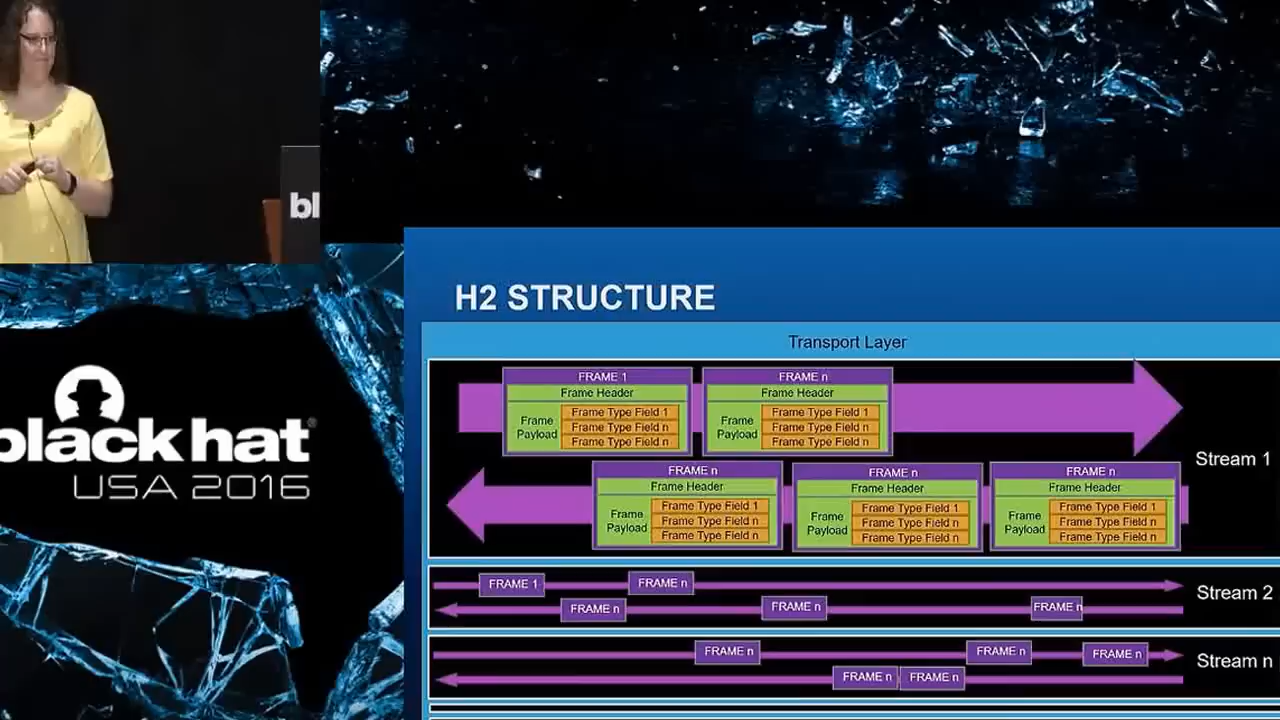 bl
black hat®
USA 2016
H2 STRUCTURE
Transport Layer
FRAME 1
Frame Header
Frame Payload
Frame Type Field 1
Frame Type Field n
Frame Type Field n
FRAME n
Frame Header
Frame Payload
Frame Type Field 1
Frame Type Field n
Frame Type Field n
Stream 1
FRAME n
Frame Header
Frame Payload
Frame Type Field 1
Frame Type Field n
Frame Type Field n
FRAME n
Frame Header
Frame Payload
Frame Type Field 1
Frame Type Field n
Frame Type Field n
FRAME n
Frame Header
Frame Payload
Frame Type Field 1
Frame Type Field n
Frame Type Field n
FRAME 1
FRAME n
Stream 2
FRAME n
FRAME n
FRAME n
FRAME n
FRAME n
FRAME n
Stream n
FRAME n
FRAME n